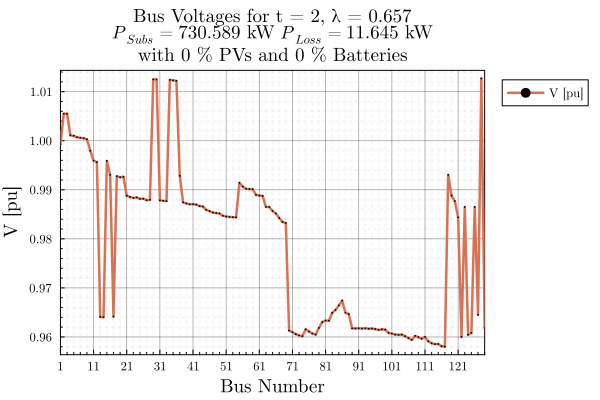 Bus Voltages for t = 2, λ = 0.657
P_Subs = 730.589 kW P_Loss = 11.645 kW
with 0 % PVs and 0 % Batteries
V [pu]
1.01
1.00
0.99
0.98
0.97
0.96
V [pu]
1 11 21 31 41 51 61 71 81 91 101 111 121
Bus Number